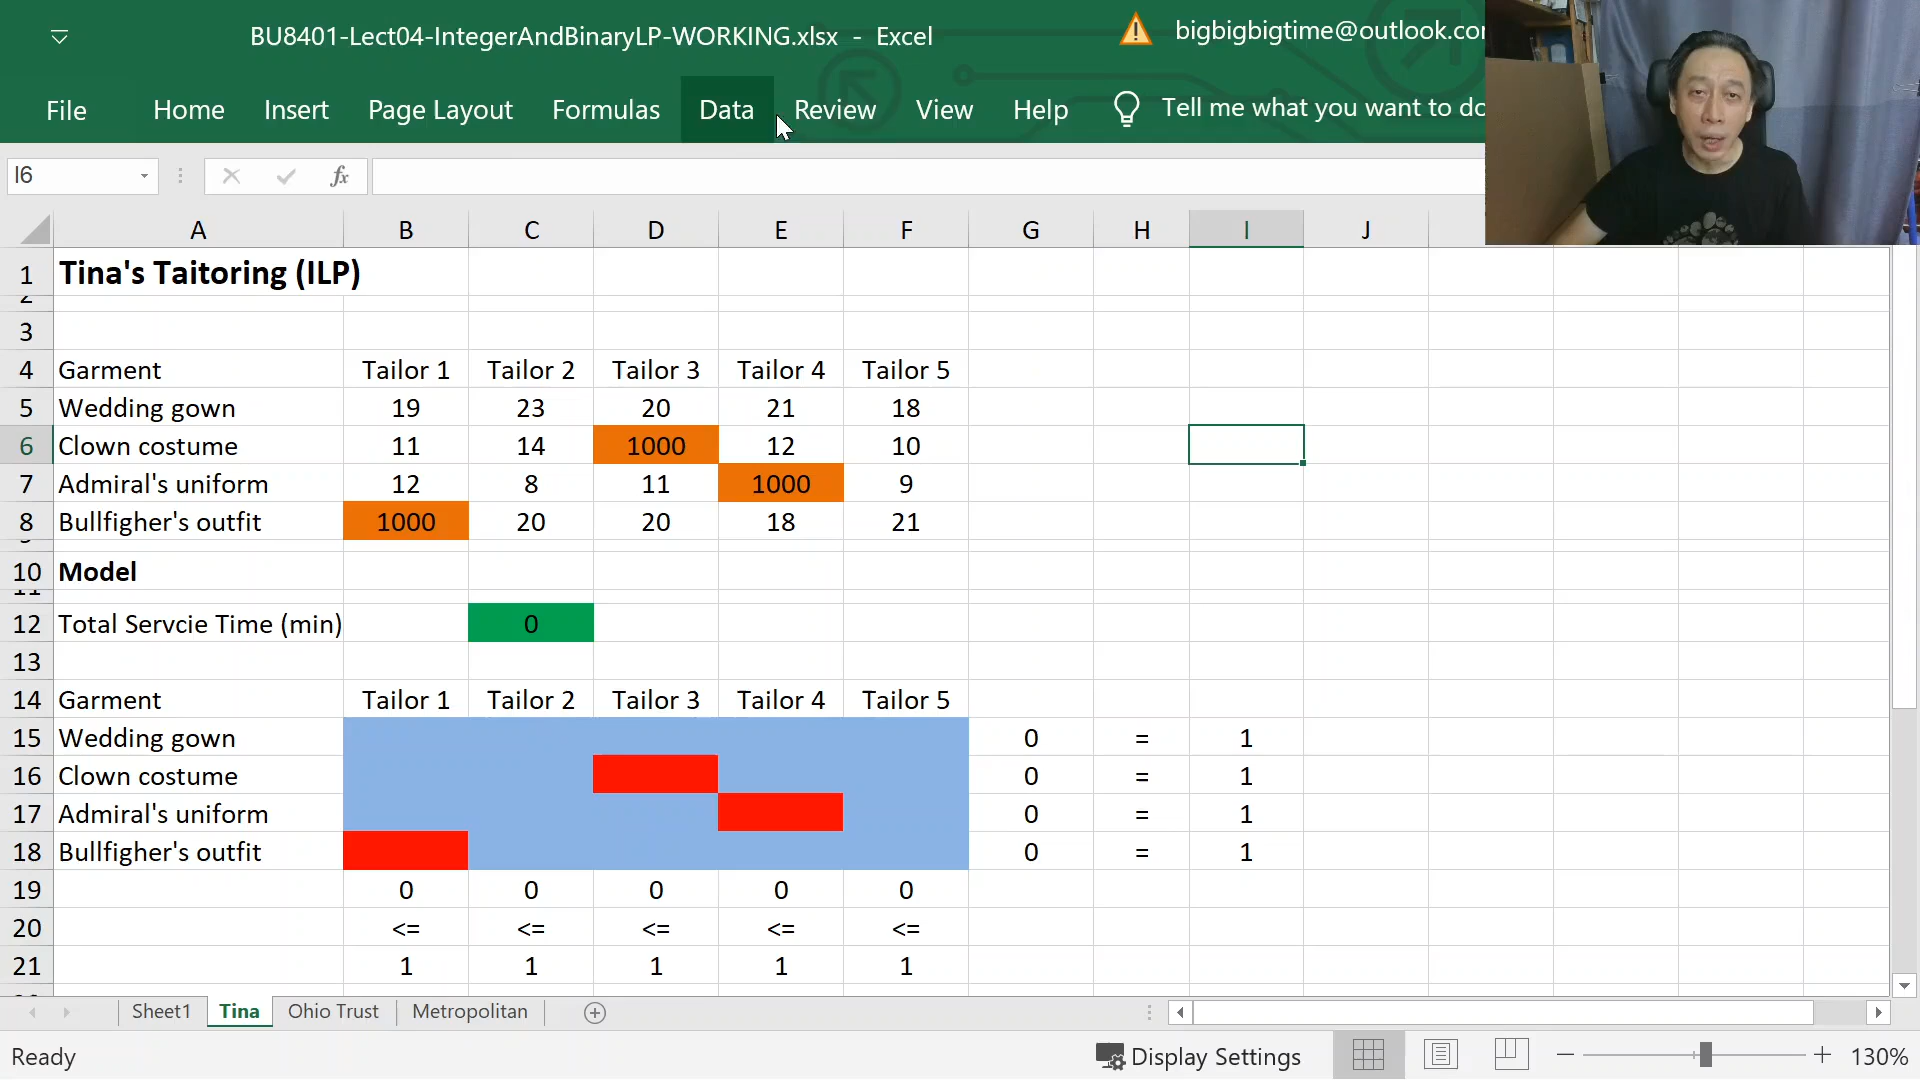 BU8401-Lect04-IntegerAndBinaryLP-WORKING.xlsx - Excel
bigbigbigtime@outlook.co
File Home Insert Page Layout Formulas Data Review View Help Tell me what you want to do
I6 fx
A B C D E F G H I J
1 Tina's Taitoring (ILP)
2
3
4 Garment Tailor 1 Tailor 2 Tailor 3 Tailor 4 Tailor 5
5 Wedding gown 19 23 20 21 18
6 Clown costume 11 14 1000 12 10
7 Admiral's uniform 12 8 11 1000 9
8 Bullfigher's outfit 1000 20 20 18 21
9
10 Model
11
12 Total Servcie Time (min) 0
13
14 Garment Tailor 1 Tailor 2 Tailor 3 Tailor 4 Tailor 5
15 Wedding gown 0 = 1
16 Clown costume 0 = 1
17 Admiral's uniform 0 = 1
18 Bullfigher's outfit 0 = 1
19 0 0 0 0 0
20 <= <= <= <= <=
21 1 1 1 1 1
Sheet1 Tina Ohio Trust Metropolitan
Ready Display Settings 130%